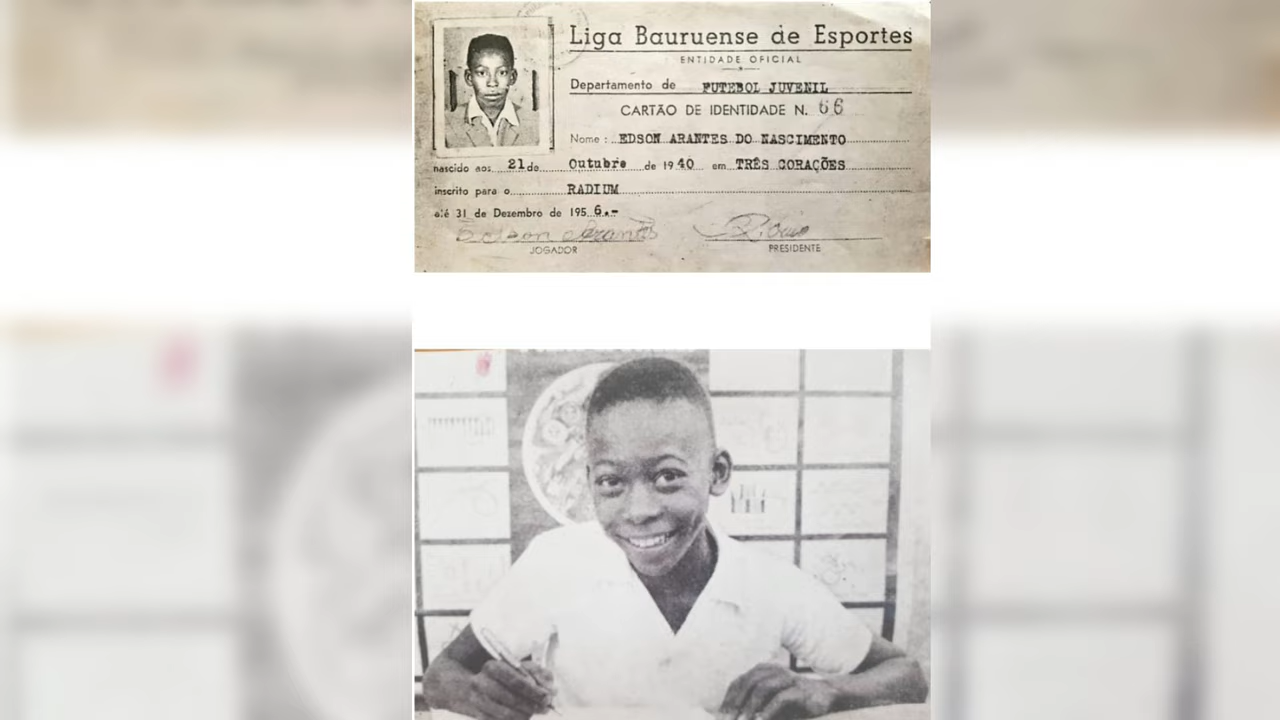 Liga Bauruense de Esportes
ENTIDADE OFICIAL
Departamento de FUTEBOL JUVENIL
CARTÃO DE IDENTIDADE N. 66
Nome : EDSON ARANTES DO NASCIMENTO
nascido aos 21 de Outubro de 1940 em TRÊS CORAÇÕES
inscrito para o RADIUM
até 31 de Dezembro de 1956.-
Edson Arantes
JOGADOR PRESIDENTE